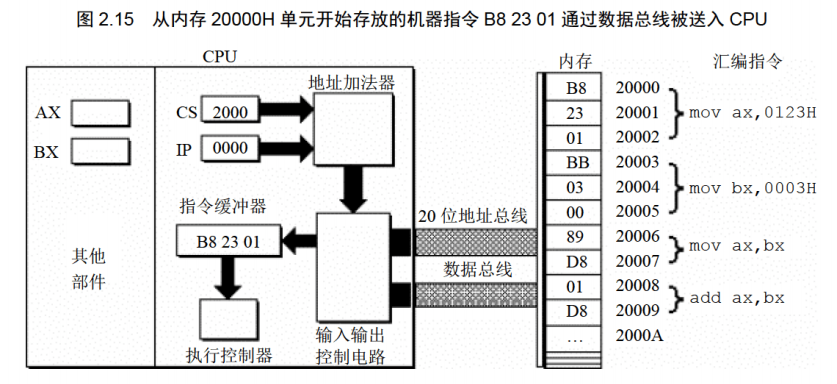 图 2.15 从内存 20000H 单元开始存放的机器指令 B8 23 01 通过数据总线被送入 CPU
CPU
内存
汇编指令
地址加法器
AX
BX
CS 2000
IP 0000
指令缓冲器
B8 23 01
其他
部件
执行控制器
输入输出
控制电路
20 位地址总线
数据总线
B8 20000
23 20001 mov ax,0123H
01 20002
BB 20003
03 20004 mov bx,0003H
00 20005
89 20006
mov ax,bx
D8 20007
01 20008
add ax,bx
D8 20009
… 2000A